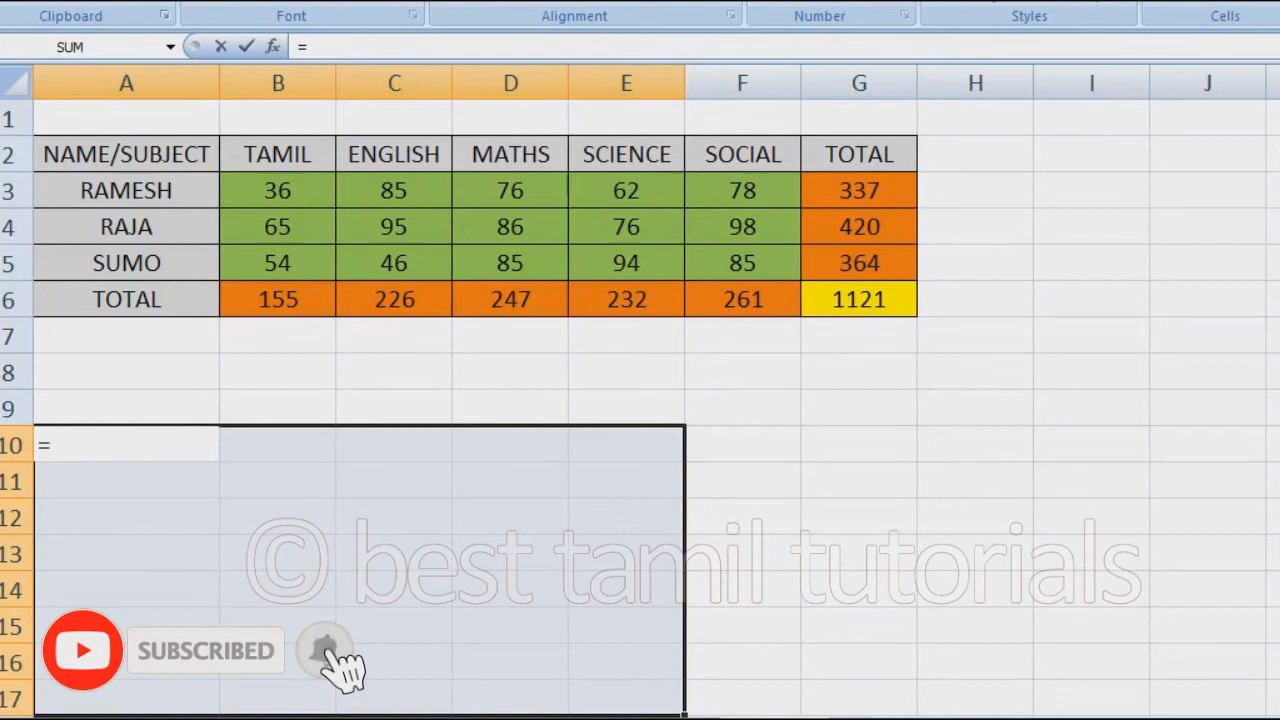 Clipboard Font Alignment Number Styles Cells
SUM fx =
A B C D E F G H I J
1
2 NAME/SUBJECT TAMIL ENGLISH MATHS SCIENCE SOCIAL TOTAL
3 RAMESH 36 85 76 62 78 337
4 RAJA 65 95 86 76 98 420
5 SUMO 54 46 85 94 85 364
6 TOTAL 155 226 247 232 261 1121
7
8
9
10 =
11
12
13
14
15
16
17
© best tamil tutorials
SUBSCRIBED